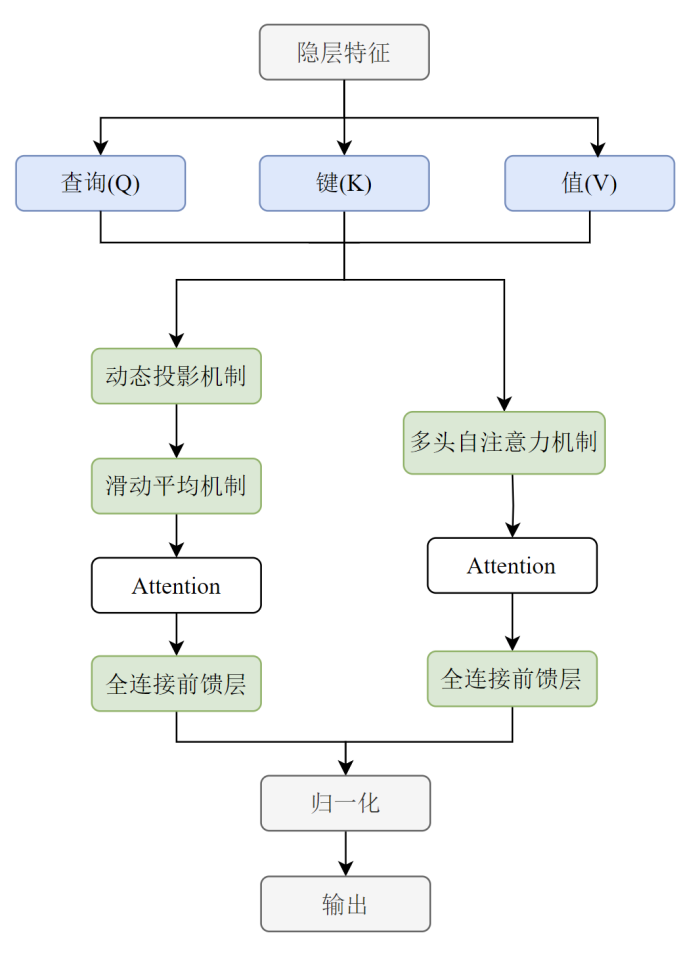 隐层特征
查询(Q)
键(K)
值(V)
动态投影机制
多头自注意力机制
滑动平均机制
Attention
Attention
全连接前馈层
全连接前馈层
归一化
输出